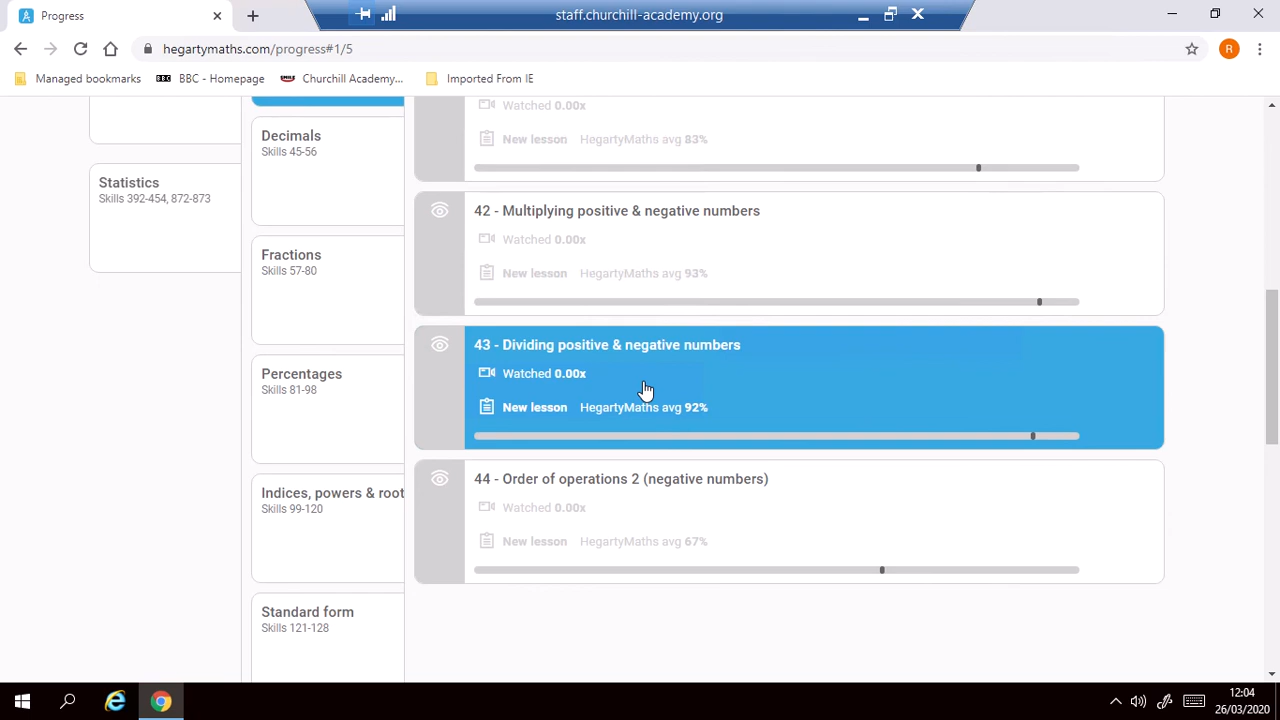 Progress
staff.churchill-academy.org
hegartymaths.com/progress#1/5
R
Managed bookmarks
BBC BBC - Homepage
SMILE Churchill Academy...
Imported From IE
Statistics
Skills 392-454, 872-873
Decimals
Skills 45-56
Fractions
Skills 57-80
Percentages
Skills 81-98
Indices, powers & root
Skills 99-120
Standard form
Skills 121-128
Watched 0.00x
New lesson HegartyMaths avg 83%
42 - Multiplying positive & negative numbers
Watched 0.00x
New lesson HegartyMaths avg 93%
43 - Dividing positive & negative numbers
Watched 0.00x
New lesson HegartyMaths avg 92%
44 - Order of operations 2 (negative numbers)
Watched 0.00x
New lesson HegartyMaths avg 67%
12:04
26/03/2020